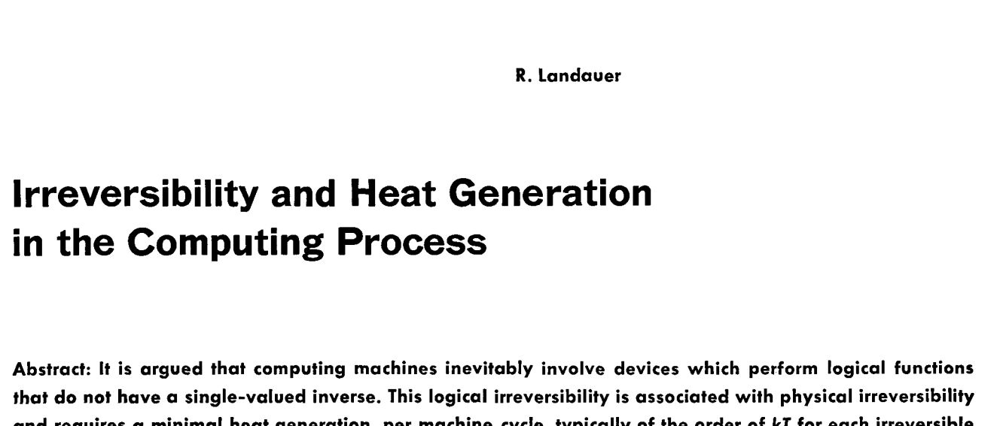 R. Landauer
Irreversibility and Heat Generation
in the Computing Process
Abstract: It is argued that computing machines inevitably involve devices which perform logical functions
that do not have a single-valued inverse. This logical irreversibility is associated with physical irreversibility
and requires a minimal heat generation, per machine cycle, typically of the order of kT for each irreversible